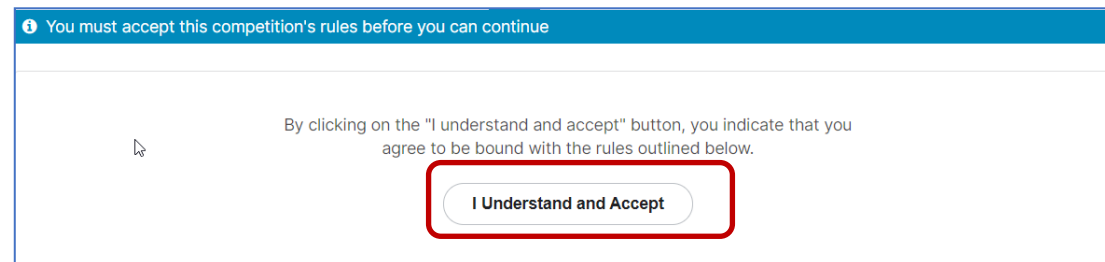 You must accept this competition's rules before you can continue
By clicking on the "I understand and accept" button, you indicate that you
agree to be bound with the rules outlined below.
I Understand and Accept